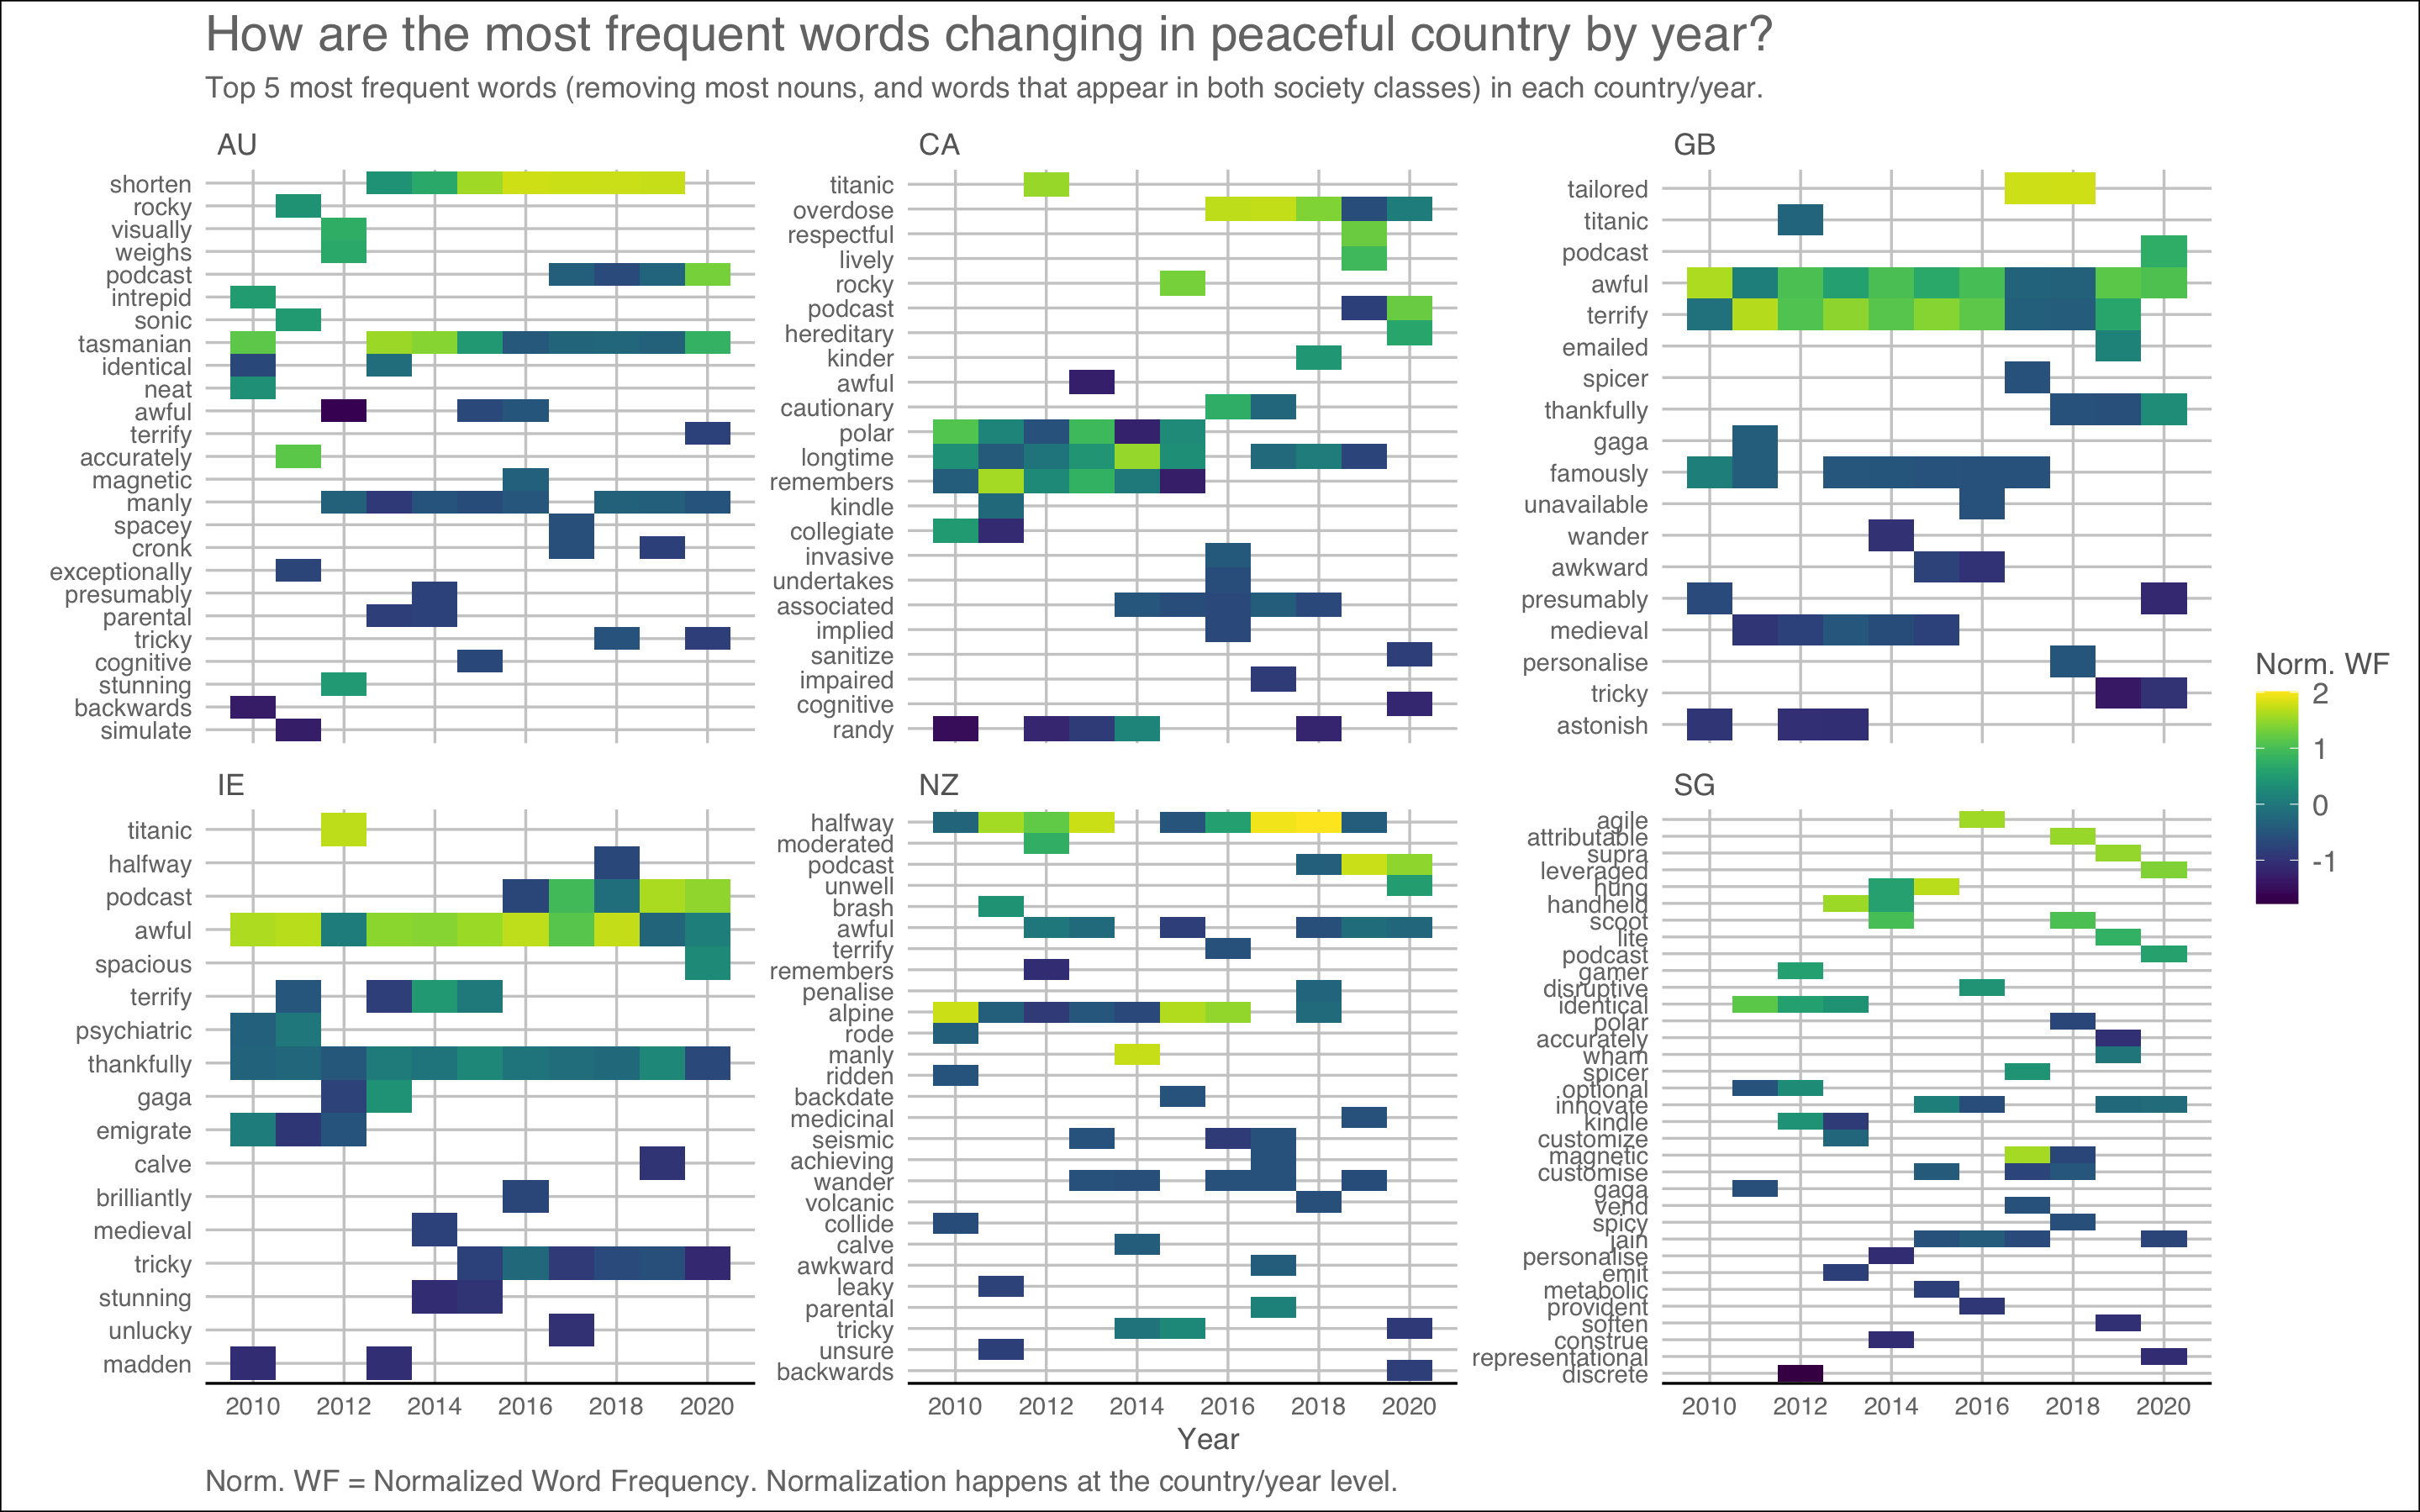 How are the most frequent words changing in peaceful country by year?
Top 5 most frequent words (removing most nouns, and words that appear in both society classes) in each country/year.
AU
shorten
rocky
visually
weighs
podcast
intrepid
sonic
tasmanian
identical
neat
awful
terrify
accurately
magnetic
manly
spacey
cronk
exceptionally
presumably
parental
tricky
cognitive
stunning
backwards
simulate
CA
titanic
overdose
respectful
lively
rocky
podcast
hereditary
kinder
awful
cautionary
polar
longtime
remembers
kindle
collegiate
invasive
undertakes
associated
implied
sanitize
impaired
cognitive
randy
GB
tailored
titanic
podcast
awful
terrify
emailed
spicer
thankfully
gaga
famously
unavailable
wander
awkward
presumably
medieval
personalise
tricky
astonish
Norm. WF
2
1
0
-1
IE
titanic
halfway
podcast
awful
spacious
terrify
psychiatric
thankfully
gaga
emigrate
calve
brilliantly
medieval
tricky
stunning
unlucky
madden
2010 2012 2014 2016 2018 2020
NZ
halfway
moderated
podcast
unwell
brash
awful
terrify
remembers
penalise
alpine
rode
manly
ridden
backdate
medicinal
seismic
achieving
wander
volcanic
collide
calve
awkward
leaky
parental
tricky
unsure
backwards
2010 2012 2014 2016 2018 2020
SG
agile
attributable
supra
leveraged
hung
handheld
scoot
lite
podcast
gamer
disruptive
identical
polar
accurately
wham
spicer
optional
innovate
kindle
customize
magnetic
customise
gaga
vend
spicy
jain
personalise
emit
metabolic
provident
soften
construe
representational
discrete
2010 2012 2014 2016 2018 2020
Year
Norm. WF = Normalized Word Frequency. Normalization happens at the country/year level.